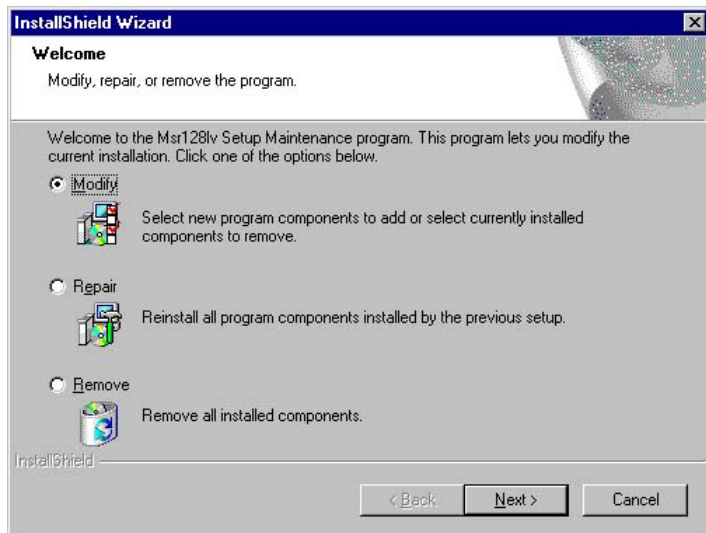 InstallShield Wizard
Welcome
Modify, repair, or remove the program.
Welcome to the Msr128lv Setup Maintenance program. This program lets you modify the
current installation. Click one of the options below.
Modify
Select new program components to add or select currently installed
components to remove.
Repair
Reinstall all program components installed by the previous setup.
Remove
Remove all installed components.
InstallShield
< Back
Next >
Cancel